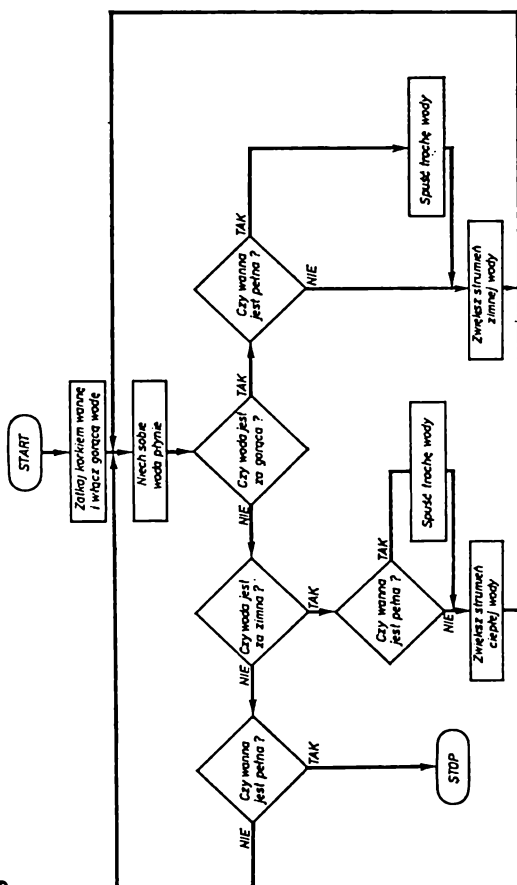 START
Zatkaj korkiem wannę
i włącz gorącą wodę
Niech sobie
woda płynie
Czy woda jest
za gorąca ?
TAK
NIE
Czy wanna
jest pełna ?
TAK
NIE
Spuść trochę wody
Zwiększ strumień
zimnej wody
Czy woda jest
za zimna ?
TAK
NIE
Czy wanna
jest pełna ?
TAK
NIE
Spuść trochę wody
Zwiększ strumień
ciepłej wody
Czy wanna
jest pełna ?
NIE
TAK
STOP